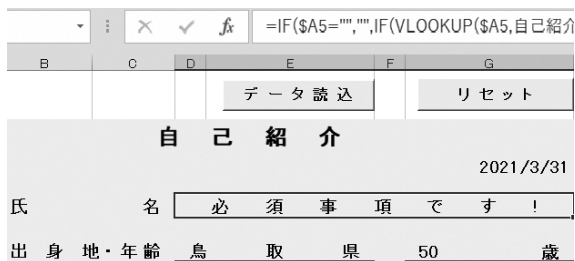 fx =IF($A5="","",IF(VLOOKUP($A5,自己紹介
B C D E F G
データ読込 リセット
自己紹介
2021/3/31
氏名 必須事項です!
出身地・年齢 鳥取県 50 歳